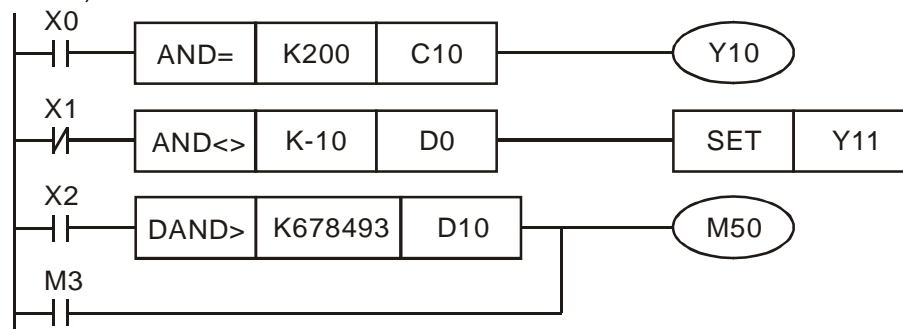 X0
AND= K200 C10 Y10
X1
AND<> K-10 D0 SET Y11
X2
DAND> K678493 D10 M50
M3